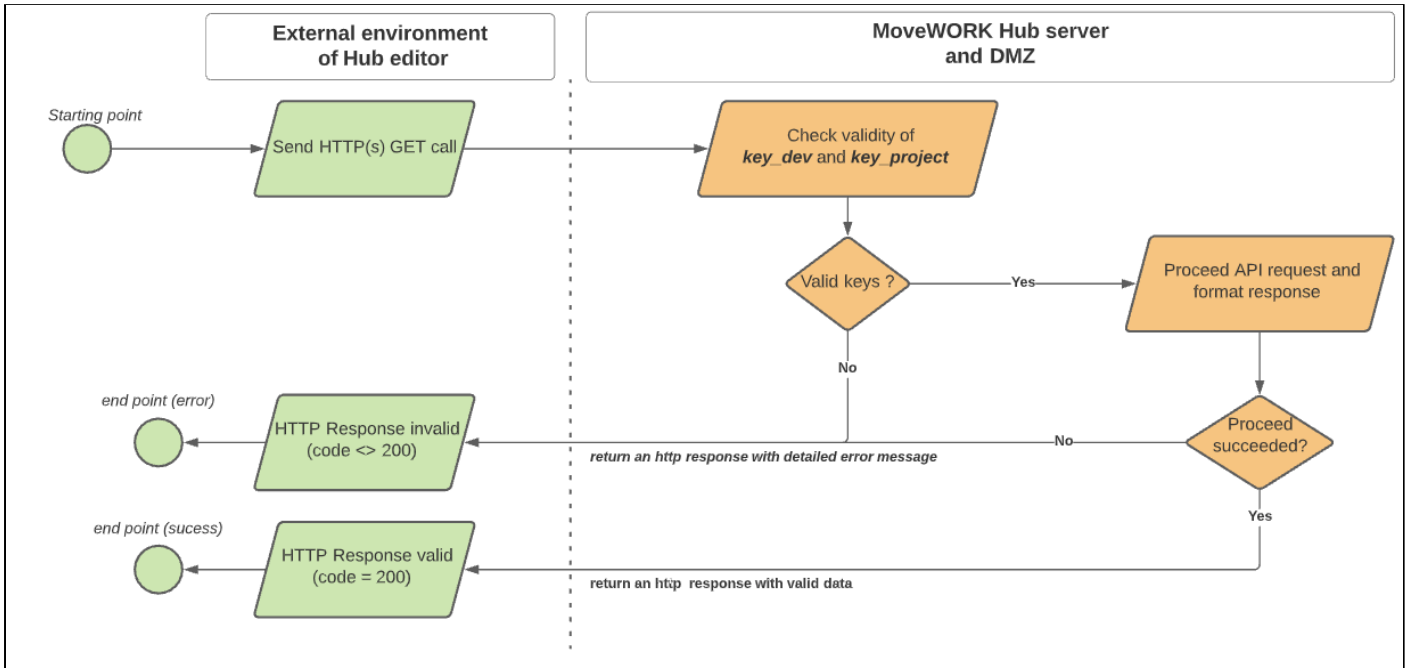 External environment
of Hub editor
MoveWORK Hub server
and DMZ
Starting point
Send HTTP(s) GET call
Check validity of
key_dev and key_project
Valid keys ?
Yes
Proceed API request and
format response
No
end point (error)
HTTP Response invalid
(code <> 200)
return an http response with detailed error message
No
Proceed
succeeded?
Yes
end point (sucess)
HTTP Response valid
(code = 200)
return an http response with valid data